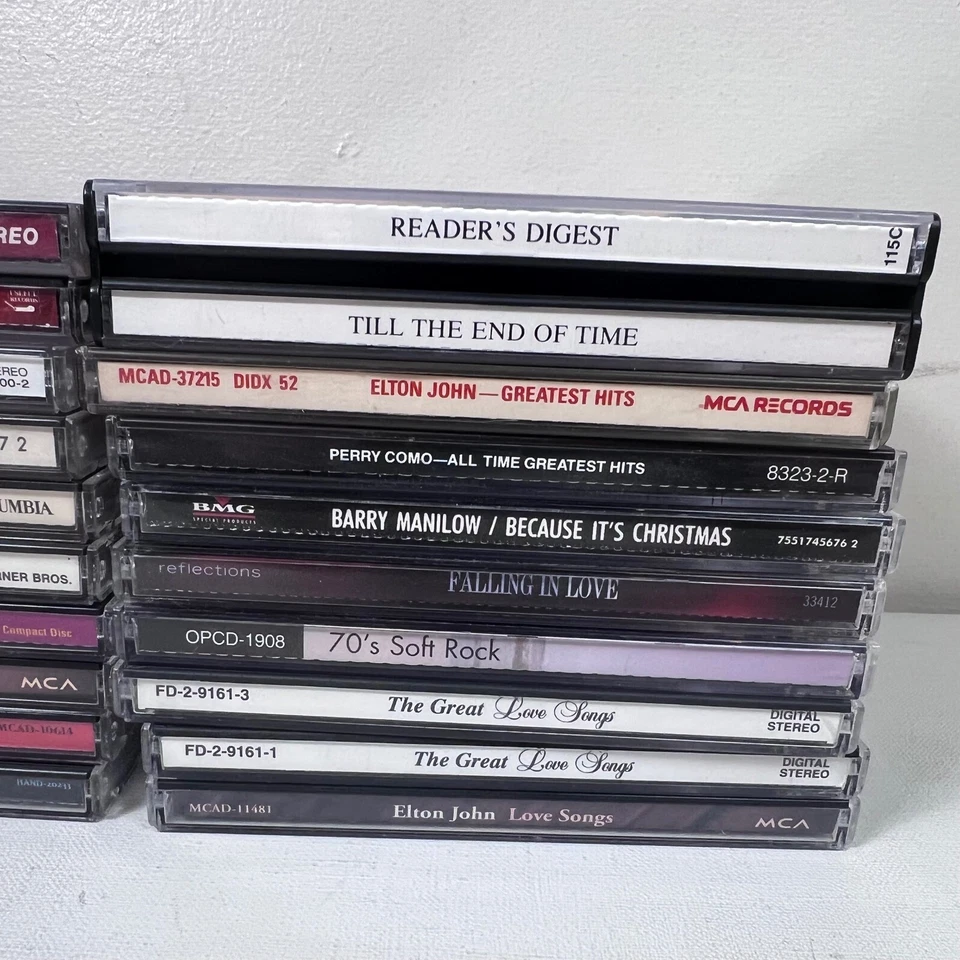 REO
EREO
00-2
7 2
UMBIA
NER BROS.
Compact Disc
MCA
MCAD-10614
READER'S DIGEST 115C
TILL THE END OF TIME
MCAD-37215 DIDX 52 ELTON JOHN—GREATEST HITS MCA RECORDS
PERRY COMO—ALL TIME GREATEST HITS 8323-2-R
BMG
SPECIAL PRODUCTS
BARRY MANILOW / BECAUSE IT'S CHRISTMAS 7551745676 2
reflections FALLING IN LOVE 33412
OPCD-1908 70's Soft Rock
FD-2-9161-3 The Great Love Songs DIGITAL
STEREO
FD-2-9161-1 The Great Love Songs DIGITAL
STEREO
MCAD-11481 Elton John Love Songs MCA